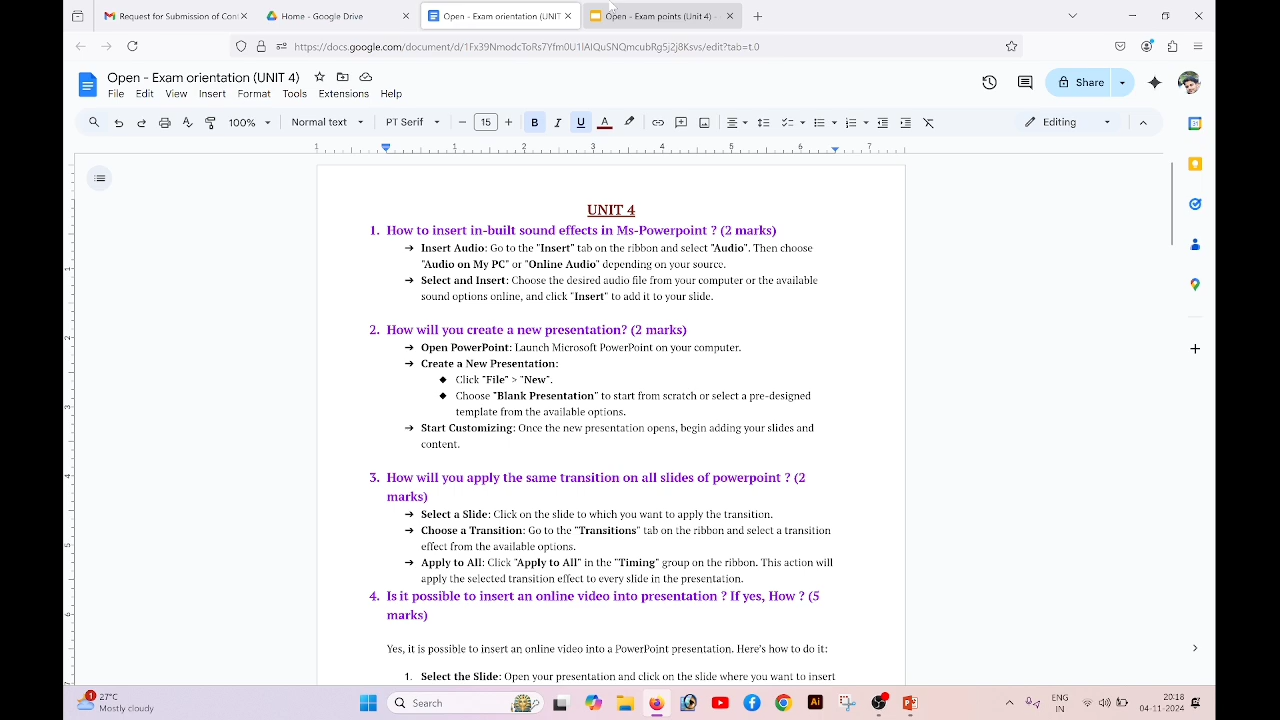 Request for Submission of Con
Home - Google Drive
Open - Exam orientation (UNIT
Open - Exam points (Unit 4) -
https://docs.google.com/document/d/1Fx39NmodcToRs7Yfm0U1lAIQuSNQmcubRg5j2j8Ksvs/edit?tab=t.0
Open - Exam orientation (UNIT 4)
Share
File Edit View Insert Format Tools Extensions Help
100% Normal text PT Serif 15 B I U A Editing
1 1 2 3 4 5 6 7
UNIT 4
1. How to insert in-built sound effects in Ms-Powerpoint ? (2 marks)
➔ Insert Audio: Go to the "Insert" tab on the ribbon and select "Audio". Then choose
"Audio on My PC" or "Online Audio" depending on your source.
➔ Select and Insert: Choose the desired audio file from your computer or the available
sound options online, and click "Insert" to add it to your slide.
2. How will you create a new presentation? (2 marks)
➔ Open PowerPoint: Launch Microsoft PowerPoint on your computer.
➔ Create a New Presentation:
◆ Click "File" > "New".
◆ Choose "Blank Presentation" to start from scratch or select a pre-designed
template from the available options.
➔ Start Customizing: Once the new presentation opens, begin adding your slides and
content.
3. How will you apply the same transition on all slides of powerpoint ? (2
marks)
➔ Select a Slide: Click on the slide to which you want to apply the transition.
➔ Choose a Transition: Go to the "Transitions" tab on the ribbon and select a transition
effect from the available options.
➔ Apply to All: Click "Apply to All" in the "Timing" group on the ribbon. This action will
apply the selected transition effect to every slide in the presentation.
4. Is it possible to insert an online video into presentation ? If yes, How ? (5
marks)
Yes, it is possible to insert an online video into a PowerPoint presentation. Here's how to do it:
1. Select the Slide: Open your presentation and click on the slide where you want to insert
1
27°C
Mostly cloudy
Search
Ai
ENG
IN
20:18
04-11-2024